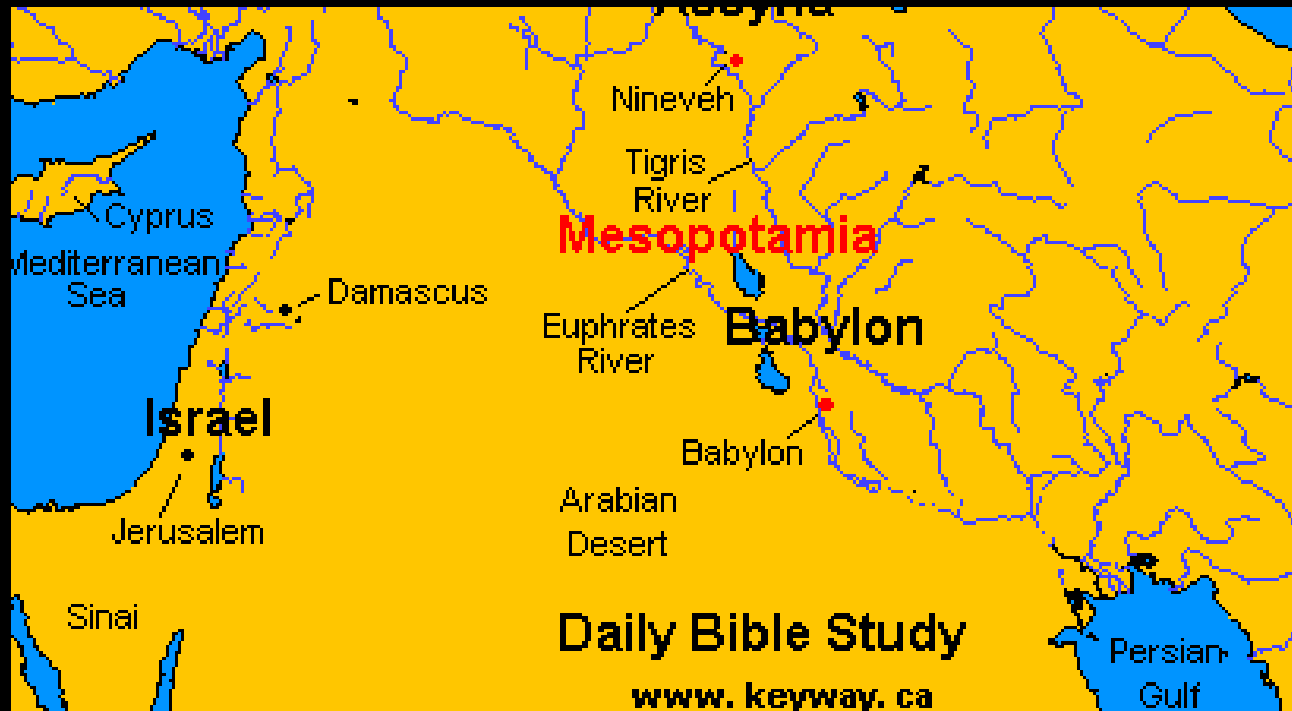 Assyria
Nineveh
Tigris
River
Cyprus
Mesopotamia
Mediterranean
Sea
Damascus
Euphrates
River
Babylon
Israel
Babylon
Arabian
Desert
Jerusalem
Sinai
Daily Bible Study
Persian
Gulf
www.keyway.ca